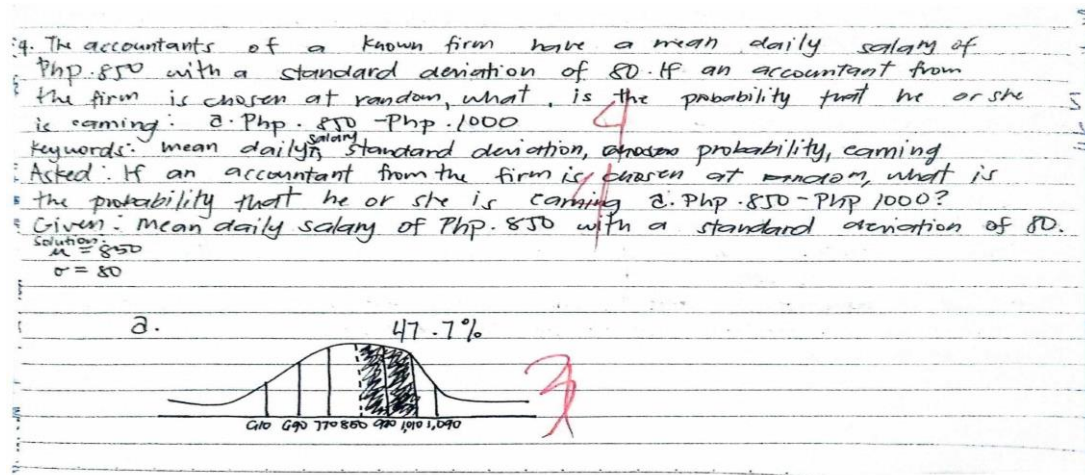 4. The accountants of a known firm have a mean daily salary of
Php. 850 with a standard deviation of 80. If an accountant from
the firm is chosen at random, what is the probability that he or she
is earning: a. Php. 850 - Php. 1000
keywords: mean daily salary, standard deviation, probability, earning
Asked: If an accountant from the firm is chosen at random, what is
the probability that he or she is earning a. Php. 850 - Php 1000?
Given: Mean daily salary of Php. 850 with a standard deviation of 80.
Solution:
μ = 850
σ = 80
a. 47.7%
610 690 770 850 930 1,010 1,090